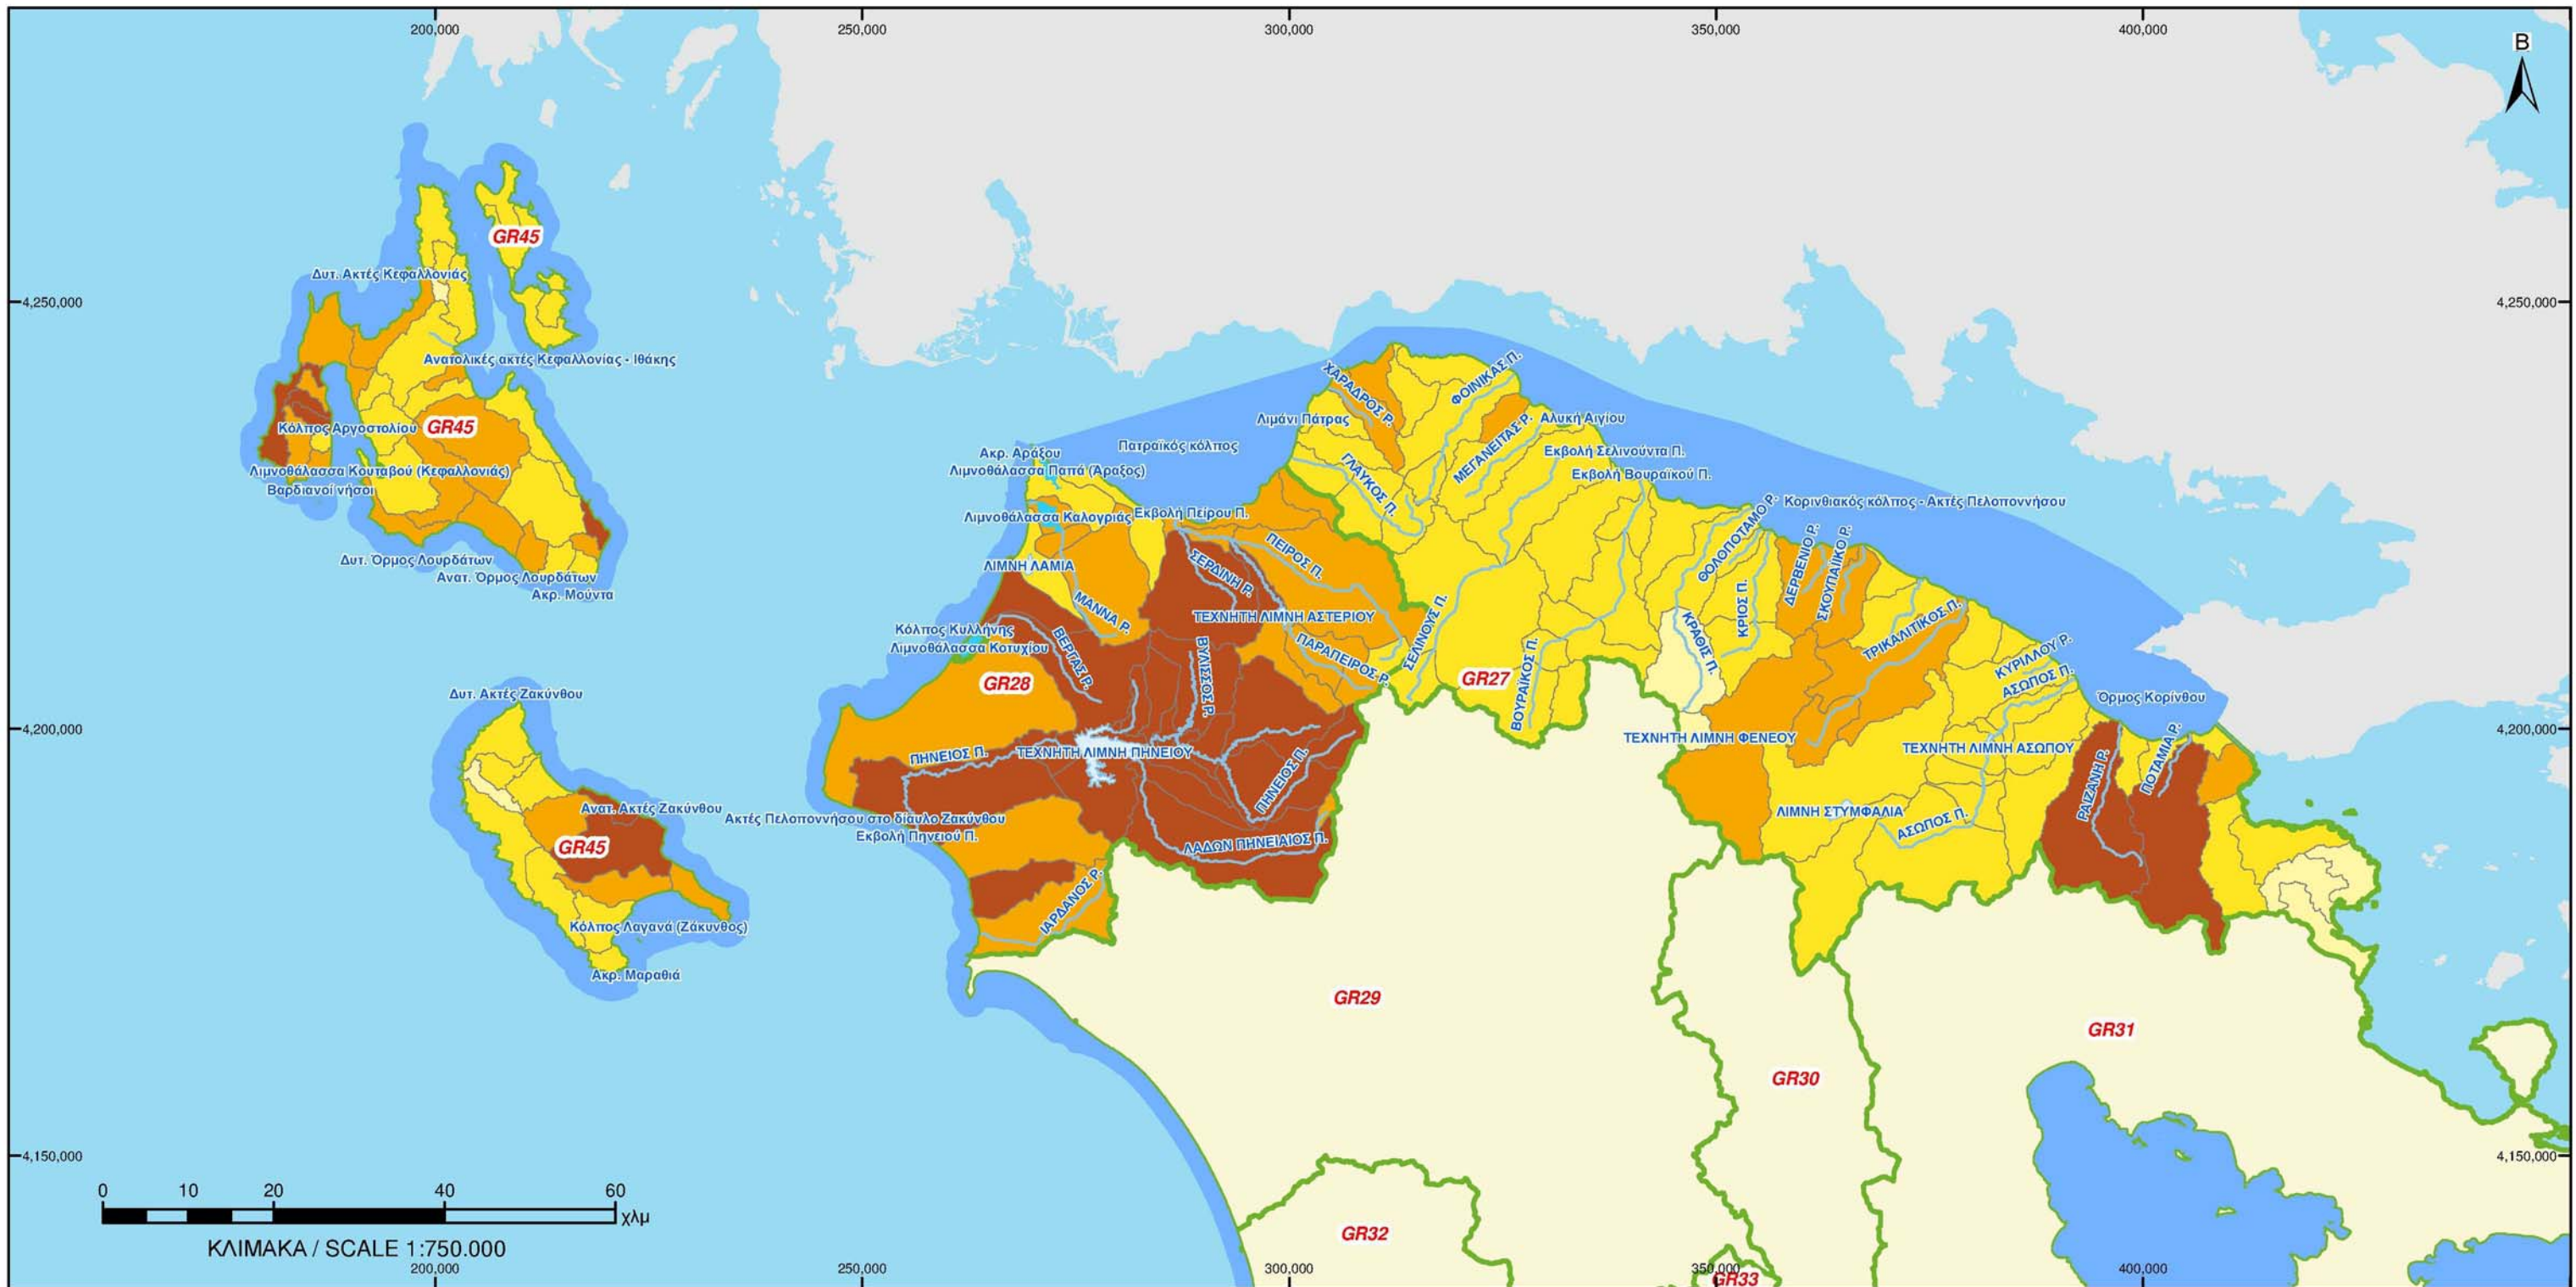 200,000
250,000
300,000
350,000
400,000
Β
GR45
4,250,000
4,250,000
Δυτ. Ακτές Κεφαλλονιάς
Ανατολικές ακτές Κεφαλλονίας - Ιθάκης
ΧΑΡΑΔΡΟΣ Ρ.
ΦΟΙΝΙΚΑΣ Π.
Κόλπος Αργοστολίου
GR45
Λιμάνι Πάτρας
Αλυκή Αιγίου
Πατραϊκός κόλπος
ΜΕΓΑΝΕΙΤΑΣ Ρ.
Ακρ. Αράξου
Εκβολή Σελινούντα Π.
Λιμνοθάλασσα Κουταβού (Κεφαλλονιάς)
Λιμνοθάλασσα Παπά (Άραξος)
Εκβολή Βουραϊκού Π.
Βαρδιανοί νήσοι
ΓΛΑΥΚΟΣ Π.
Κορινθιακός κόλπος - Ακτές Πελοποννήσου
Λιμνοθάλασσα Καλογριάς
Εκβολή Πείρου Π.
ΘΟΛΟΠΟΤΑΜΟ Ρ.
Δυτ. Όρμος Λουρδάτων
ΛΙΜΝΗ ΛΑΜΙΑ
ΠΕΙΡΟΣ Π.
ΔΕΡΒΕΝΙΟ Ρ.
ΣΚΟΥΠΑΙΙΚΟ Ρ.
Ανατ. Όρμος Λουρδάτων
ΣΕΡΔΙΝΗ Ρ.
Ακρ. Μούντα
ΜΑΝΝΑ Ρ.
ΤΕΧΝΗΤΗ ΛΙΜΝΗ ΑΣΤΕΡΙΟΥ
ΚΡΙΟΣ Π.
Κόλπος Κυλλήνης
ΣΕΛΙΝΟΥΣ Π.
ΚΡΑΘΙΣ Π.
ΤΡΙΚΑΛΙΤΙΚΟΣ Π.
Λιμνοθάλασσα Κοτυχίου
ΒΕΡΓΑΣ Ρ.
ΠΑΡΑΠΕΙΡΟΣ Ρ.
ΚΥΡΙΛΛΟΥ Ρ.
GR28
GR27
ΑΣΩΠΟΣ Π.
Δυτ. Ακτές Ζακύνθου
ΒΟΥΡΑΪΚΟΣ Π.
Όρμος Κορίνθου
4,200,000
4,200,000
ΤΕΧΝΗΤΗ ΛΙΜΝΗ ΦΕΝΕΟΥ
ΠΗΝΕΙΟΣ Π.
ΤΕΧΝΗΤΗ ΛΙΜΝΗ ΠΗΝΕΙΟΥ
ΤΕΧΝΗΤΗ ΛΙΜΝΗ ΑΣΩΠΟΥ
ΠΟΤΑΜΙΑ Ρ.
ΠΗΝΕΙΟΣ Π.
ΡΑΙΖΑΝΗ Ρ.
Ανατ. Ακτές Ζακύνθου
Ακτές Πελοποννήσου στο δίαυλο Ζακύνθου
ΛΙΜΝΗ ΣΤΥΜΦΑΛΙΑ
ΑΣΩΠΟΣ Π.
Εκβολή Πηνειού Π.
GR45
ΛΑΔΩΝ ΠΗΝΕΙΑΙΟΣ Π.
ΙΑΡΔΑΝΟΣ Ρ.
Κόλπος Λαγανά (Ζάκυνθος)
Ακρ. Μαραθιά
GR29
GR31
GR30
4,150,000
4,150,000
0 10 20 40 60
χλμ
ΚΛΙΜΑΚΑ / SCALE 1:750.000
GR32
GR33
200,000
250,000
300,000
350,000
400,000